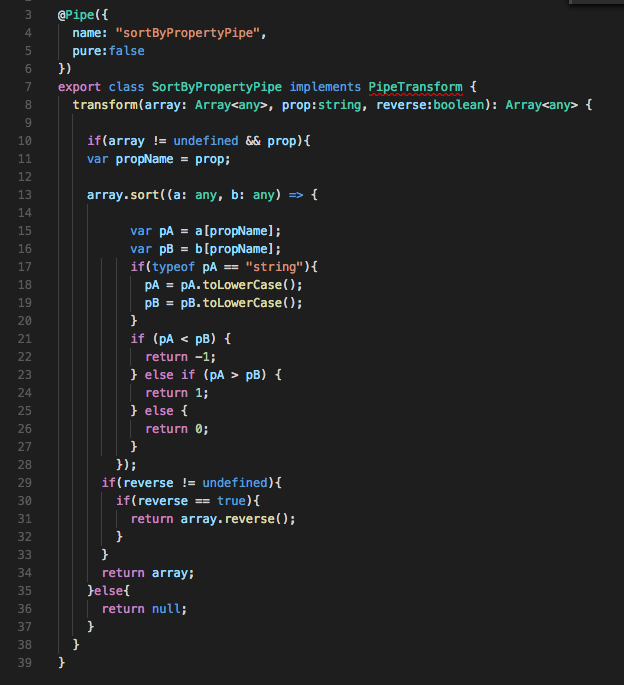 3 @Pipe({
4   name: "sortByPropertyPipe",
5   pure:false
6 })
7 export class SortByPropertyPipe implements PipeTransform {
8   transform(array: Array<any>, prop:string, reverse:boolean): Array<any> {
9
10     if(array != undefined && prop){
11     var propName = prop;
12
13     array.sort((a: any, b: any) => {
14
15           var pA = a[propName];
16           var pB = b[propName];
17           if(typeof pA == "string"){
18             pA = pA.toLowerCase();
19             pB = pB.toLowerCase();
20           }
21           if (pA < pB) {
22             return -1;
23           } else if (pA > pB) {
24             return 1;
25           } else {
26             return 0;
27           }
28         });
29       if(reverse != undefined){
30         if(reverse == true){
31           return array.reverse();
32         }
33       }
34       return array;
35     }else{
36       return null;
37     }
38   }
39 }